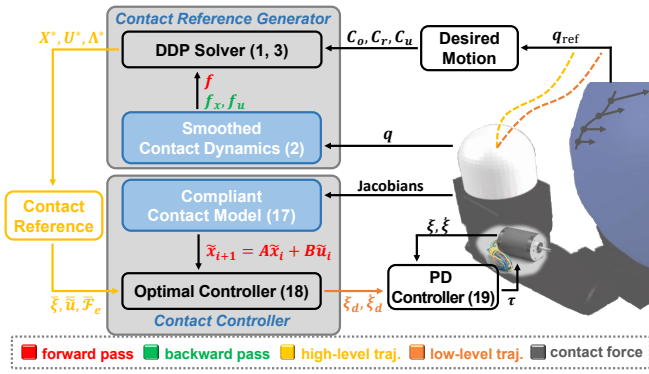 Contact Reference Generator
X*, U*, Λ*
DDP Solver (1, 3)
C_o, C_r, C_u
Desired
Motion
q_ref
f
f_x, f_u
Smoothed
Contact Dynamics (2)
q
Compliant
Contact Model (17)
Jacobians
Contact
Reference
x̃_{i+1} = Ax̃_i + Bũ_i
ξ, ξ̇
Optimal Controller (18)
PD
Controller (19)
ξ_d, ξ̇_d
τ
Contact Controller
forward pass
backward pass
high-level traj.
low-level traj.
contact force